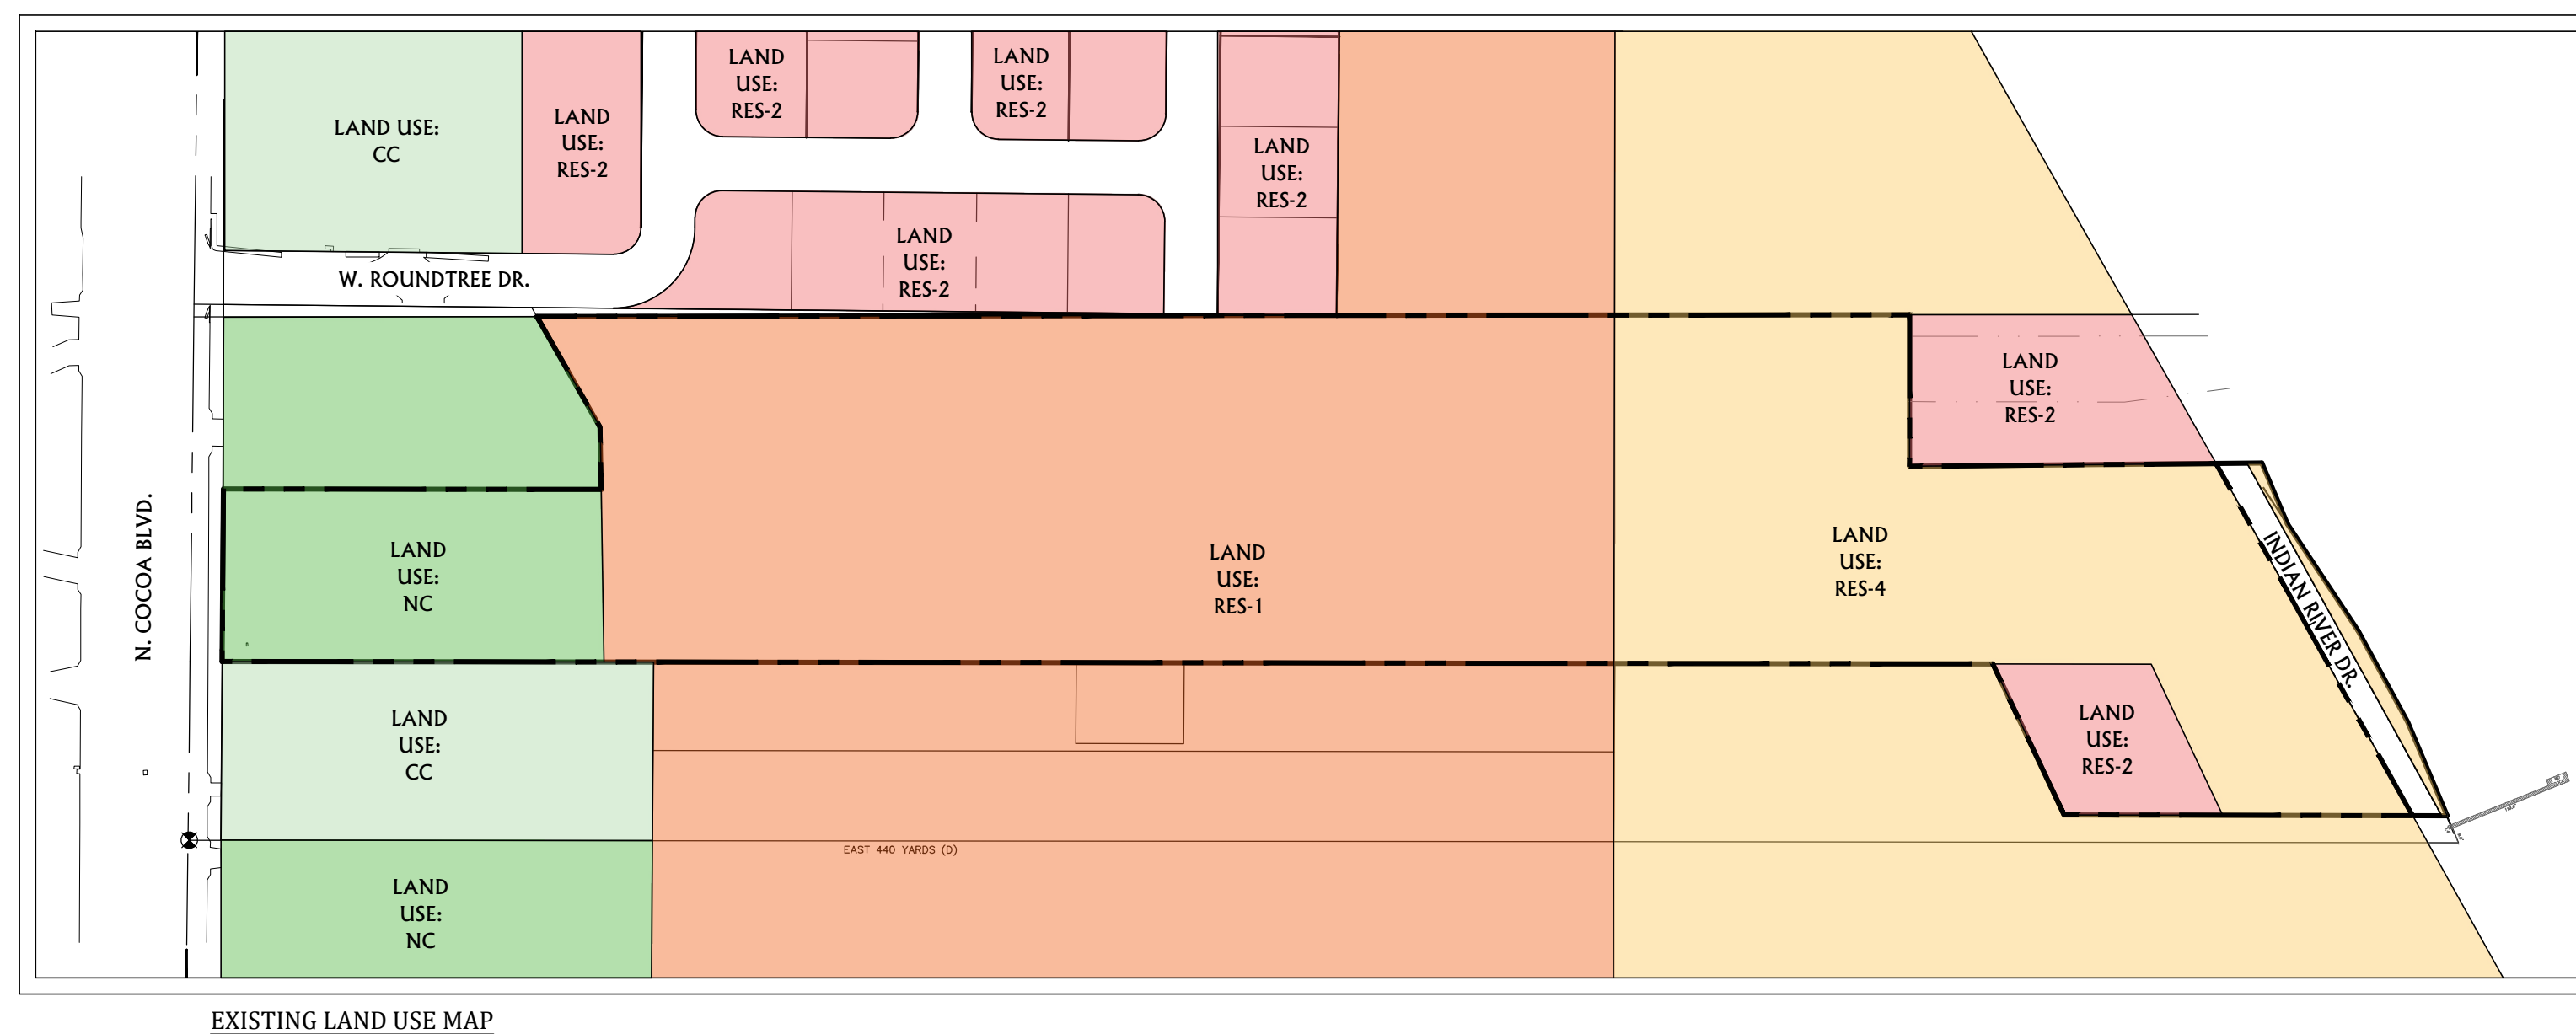 LAND
USE:
RES-2
LAND
USE:
RES-2
LAND USE:
CC
LAND
USE:
RES-2
LAND
USE:
RES-2
LAND
USE:
RES-2
W. ROUNDTREE DR.
LAND
USE:
RES-2
N. COCOA BLVD.
LAND
USE:
NC
LAND
USE:
RES-1
LAND
USE:
RES-4
INDIAN RIVER DR.
LAND
USE:
CC
LAND
USE:
RES-2
EAST 440 YARDS (D)
LAND
USE:
NC
EXISTING LAND USE MAP